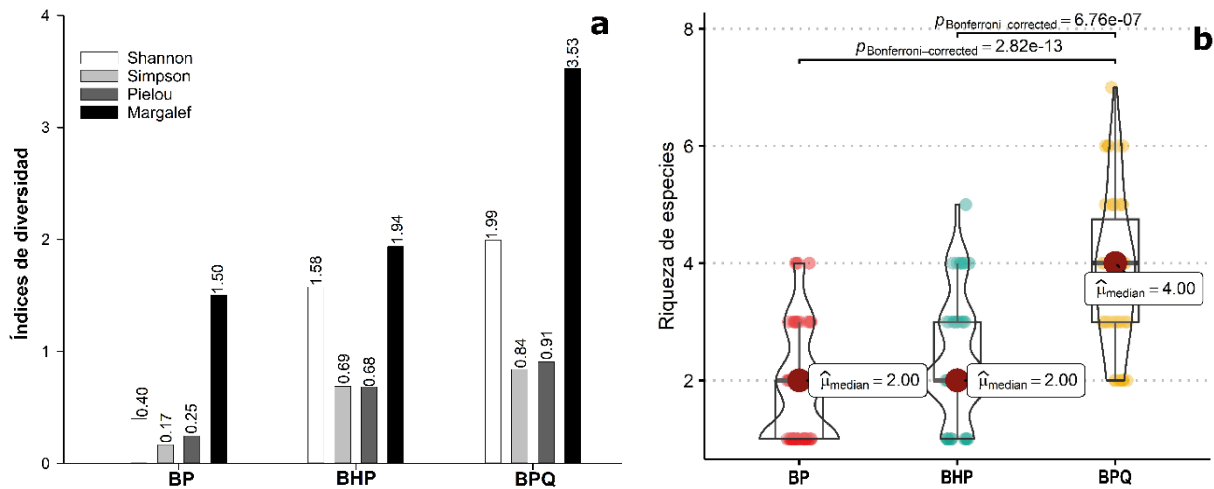 a
Índices de diversidad
4
3
2
1
0
Shannon
Simpson
Pielou
Margalef
0.40
0.17
0.25
1.50
1.58
0.69
0.68
1.94
1.99
0.84
0.91
3.53
BP
BHP
BPQ
b
Riqueza de especies
8
6
4
2
pBonferroni-corrected = 6.76e-07
pBonferroni-corrected = 2.82e-13
μ̂median = 2.00
μ̂median = 2.00
μ̂median = 4.00
BP
BHP
BPQ